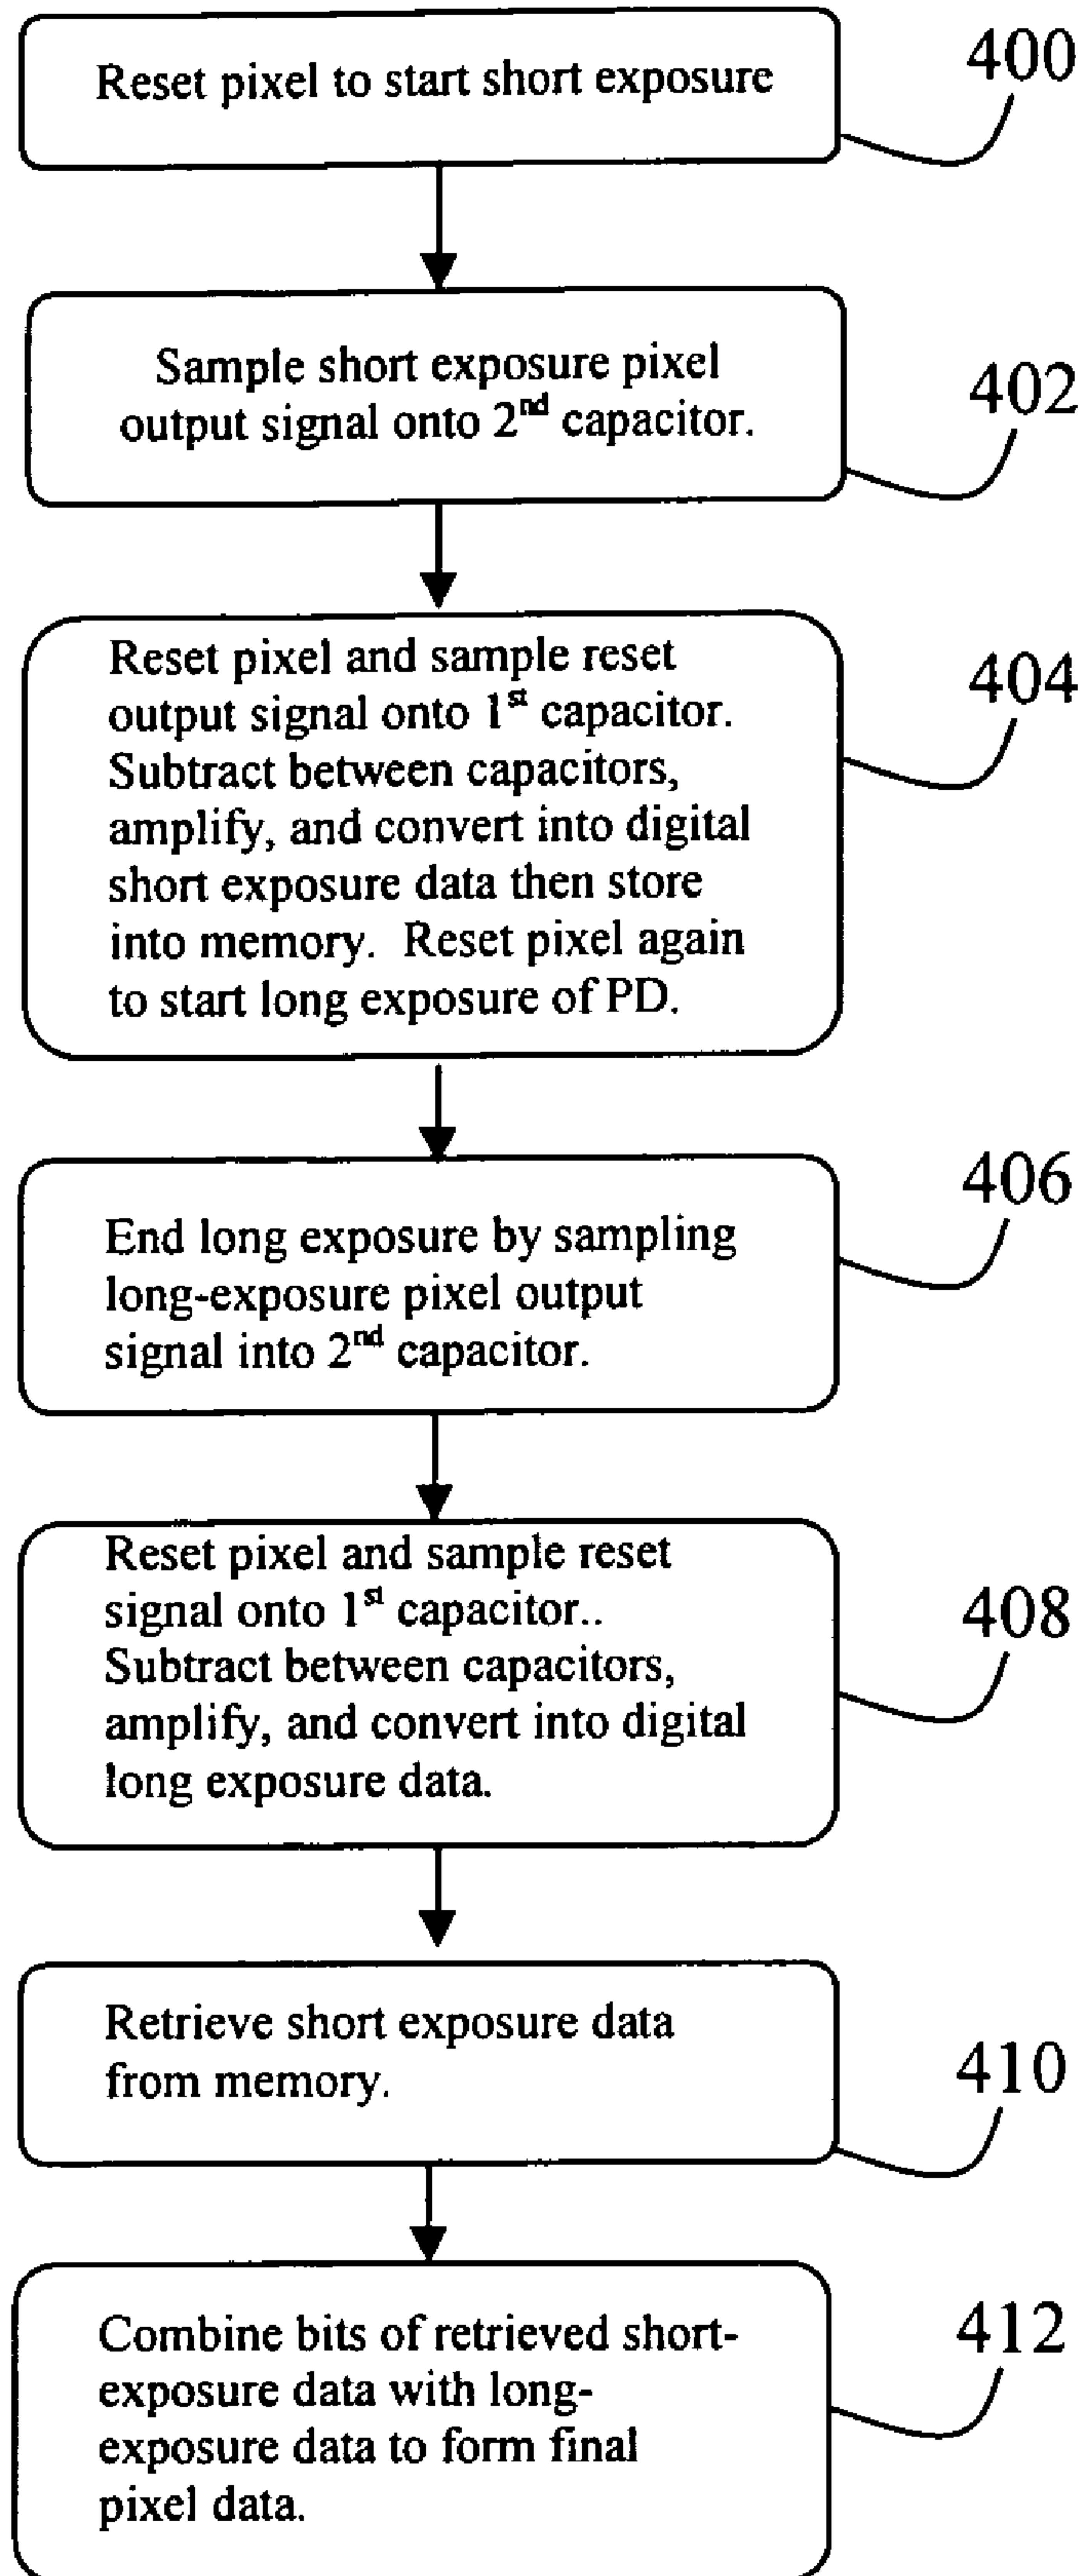 Reset pixel to start short exposure
400
Sample short exposure pixel
output signal onto 2nd capacitor.
402
Reset pixel and sample reset
output signal onto 1st capacitor.
Subtract between capacitors,
amplify, and convert into digital
short exposure data then store
into memory. Reset pixel again
to start long exposure of PD.
404
End long exposure by sampling
long-exposure pixel output
signal into 2nd capacitor.
406
Reset pixel and sample reset
signal onto 1st capacitor..
Subtract between capacitors,
amplify, and convert into digital
long exposure data.
408
Retrieve short exposure data
from memory.
410
Combine bits of retrieved short-
exposure data with long-
exposure data to form final
pixel data.
412